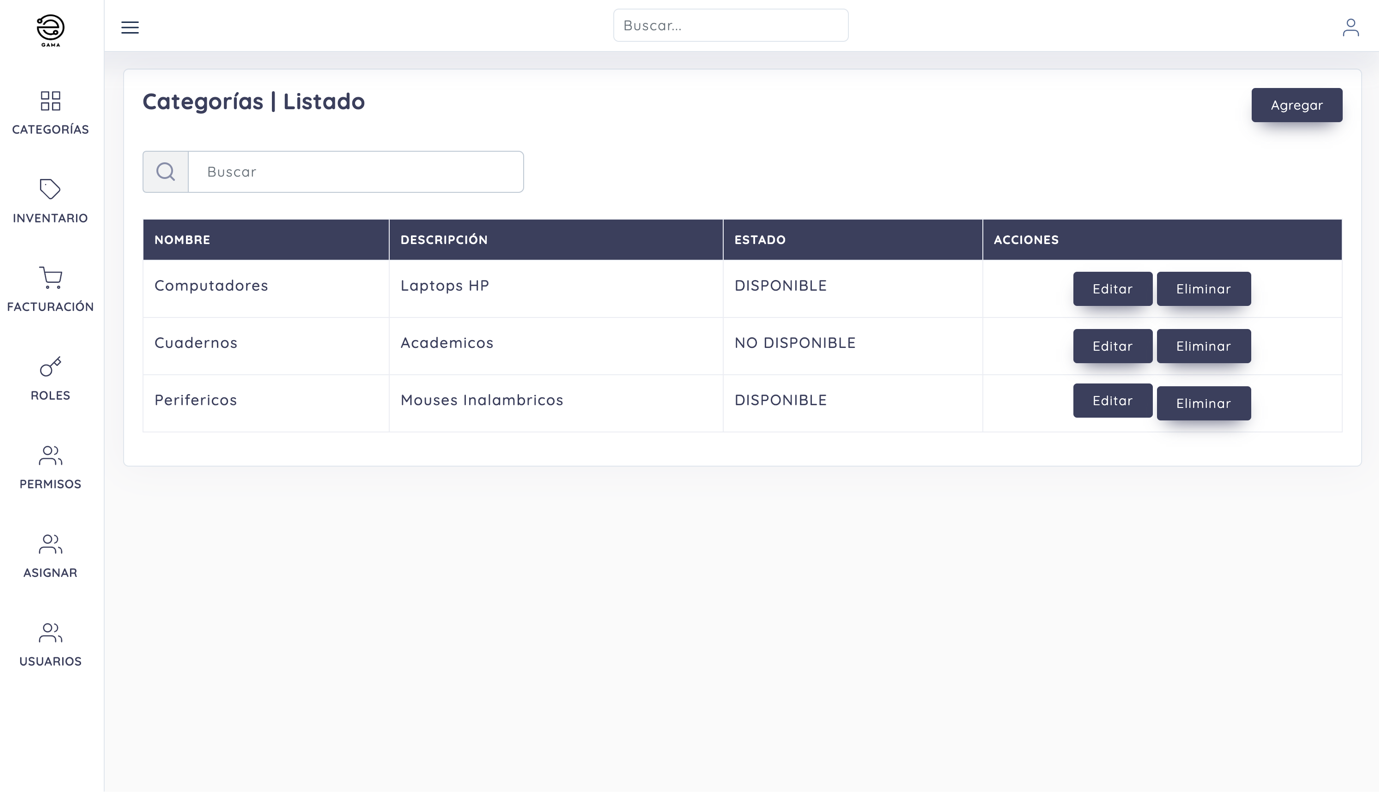 GAMA
Buscar...
CATEGORÍAS
INVENTARIO
FACTURACIÓN
ROLES
PERMISOS
ASIGNAR
USUARIOS
Categorías | Listado
Agregar
Buscar
NOMBRE DESCRIPCIÓN ESTADO ACCIONES
Computadores Laptops HP DISPONIBLE Editar Eliminar
Cuadernos Academicos NO DISPONIBLE Editar Eliminar
Perifericos Mouses Inalambricos DISPONIBLE Editar Eliminar